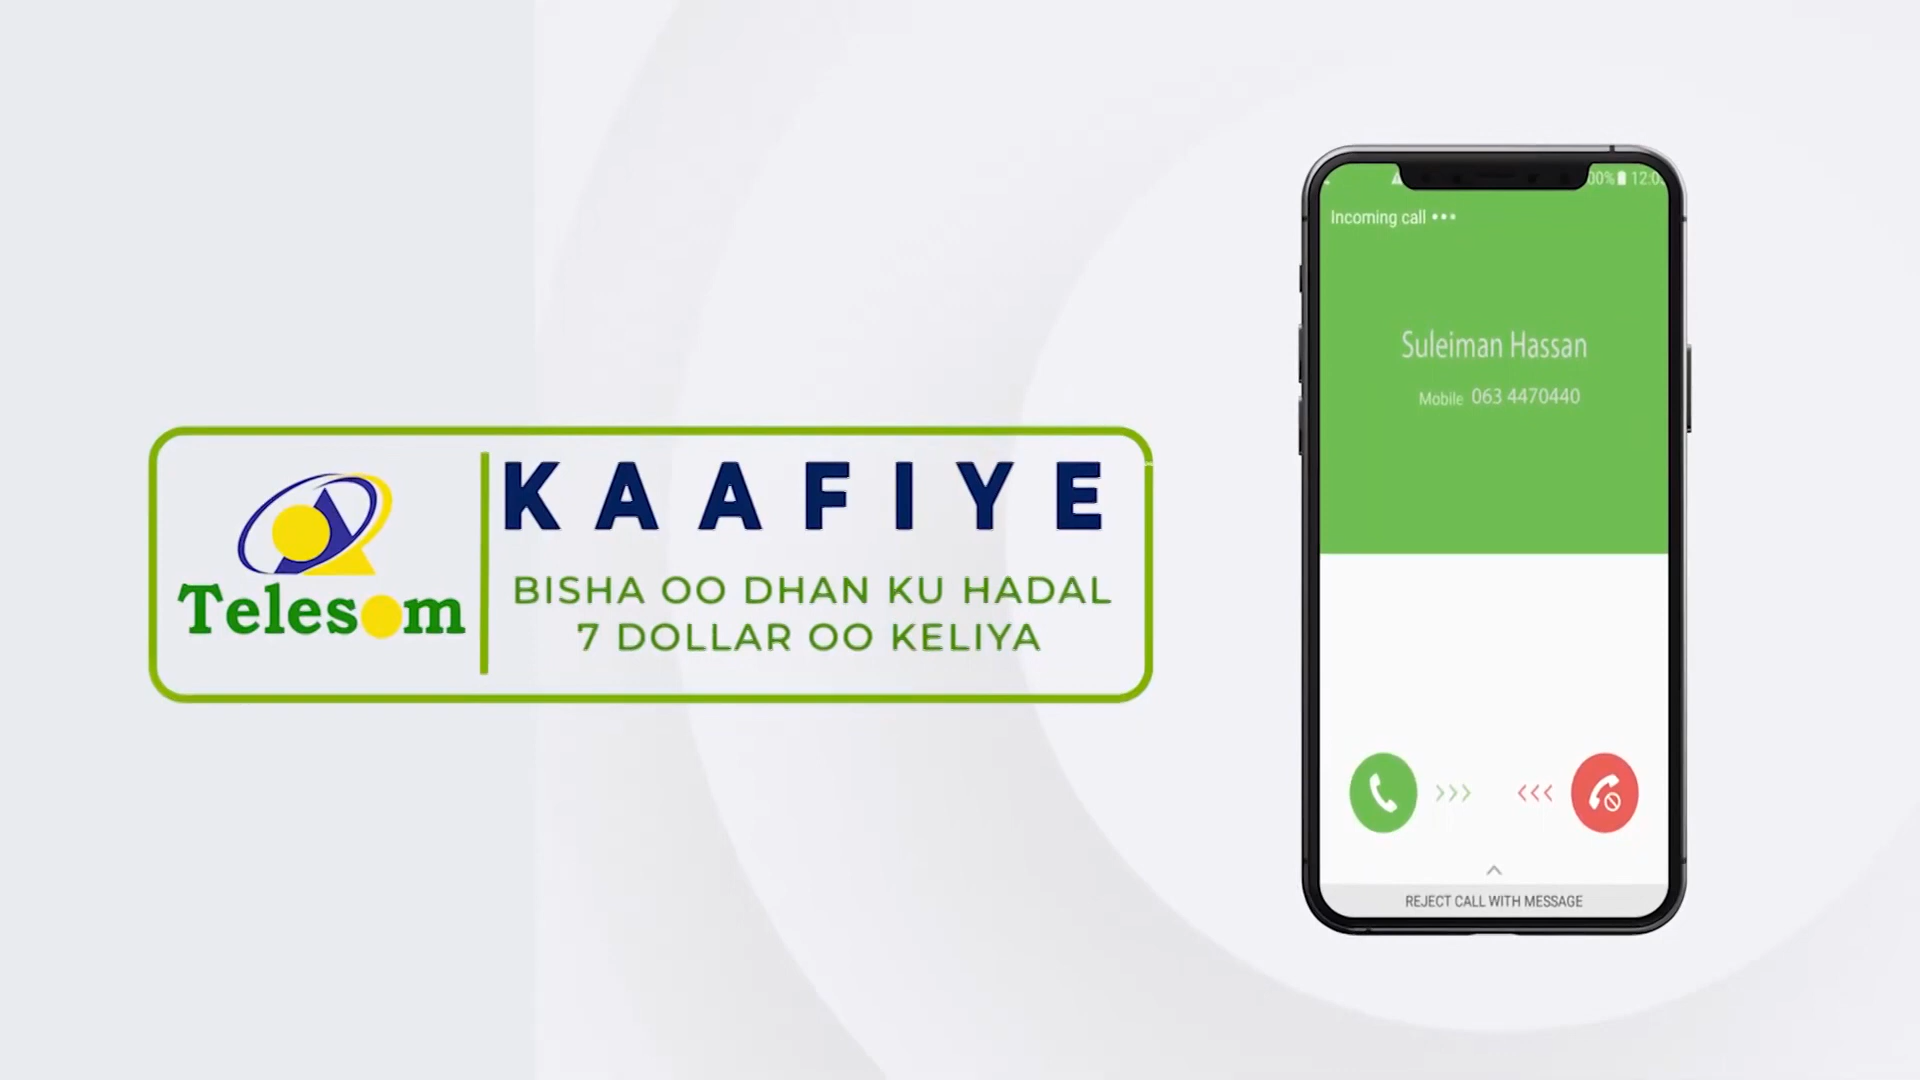 Telesom
KAAFIYE
BISHA OO DHAN KU HADAL
7 DOLLAR OO KELIYA
Incoming call •••
Suleiman Hassan
Mobile 063 4470440
REJECT CALL WITH MESSAGE